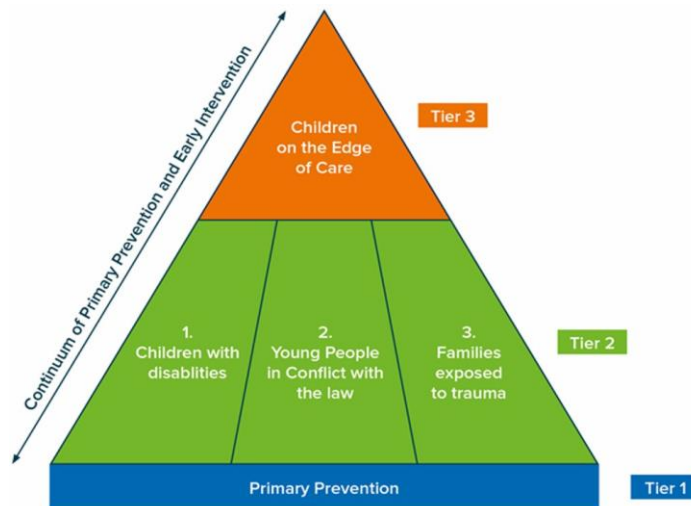 Continuum of Primary Prevention and Early Intervention
Children
on the Edge
of Care
Tier 3
1.
Children with
disablities
2.
Young People
in Conflict with
the law
3.
Families
exposed
to trauma
Tier 2
Primary Prevention
Tier 1